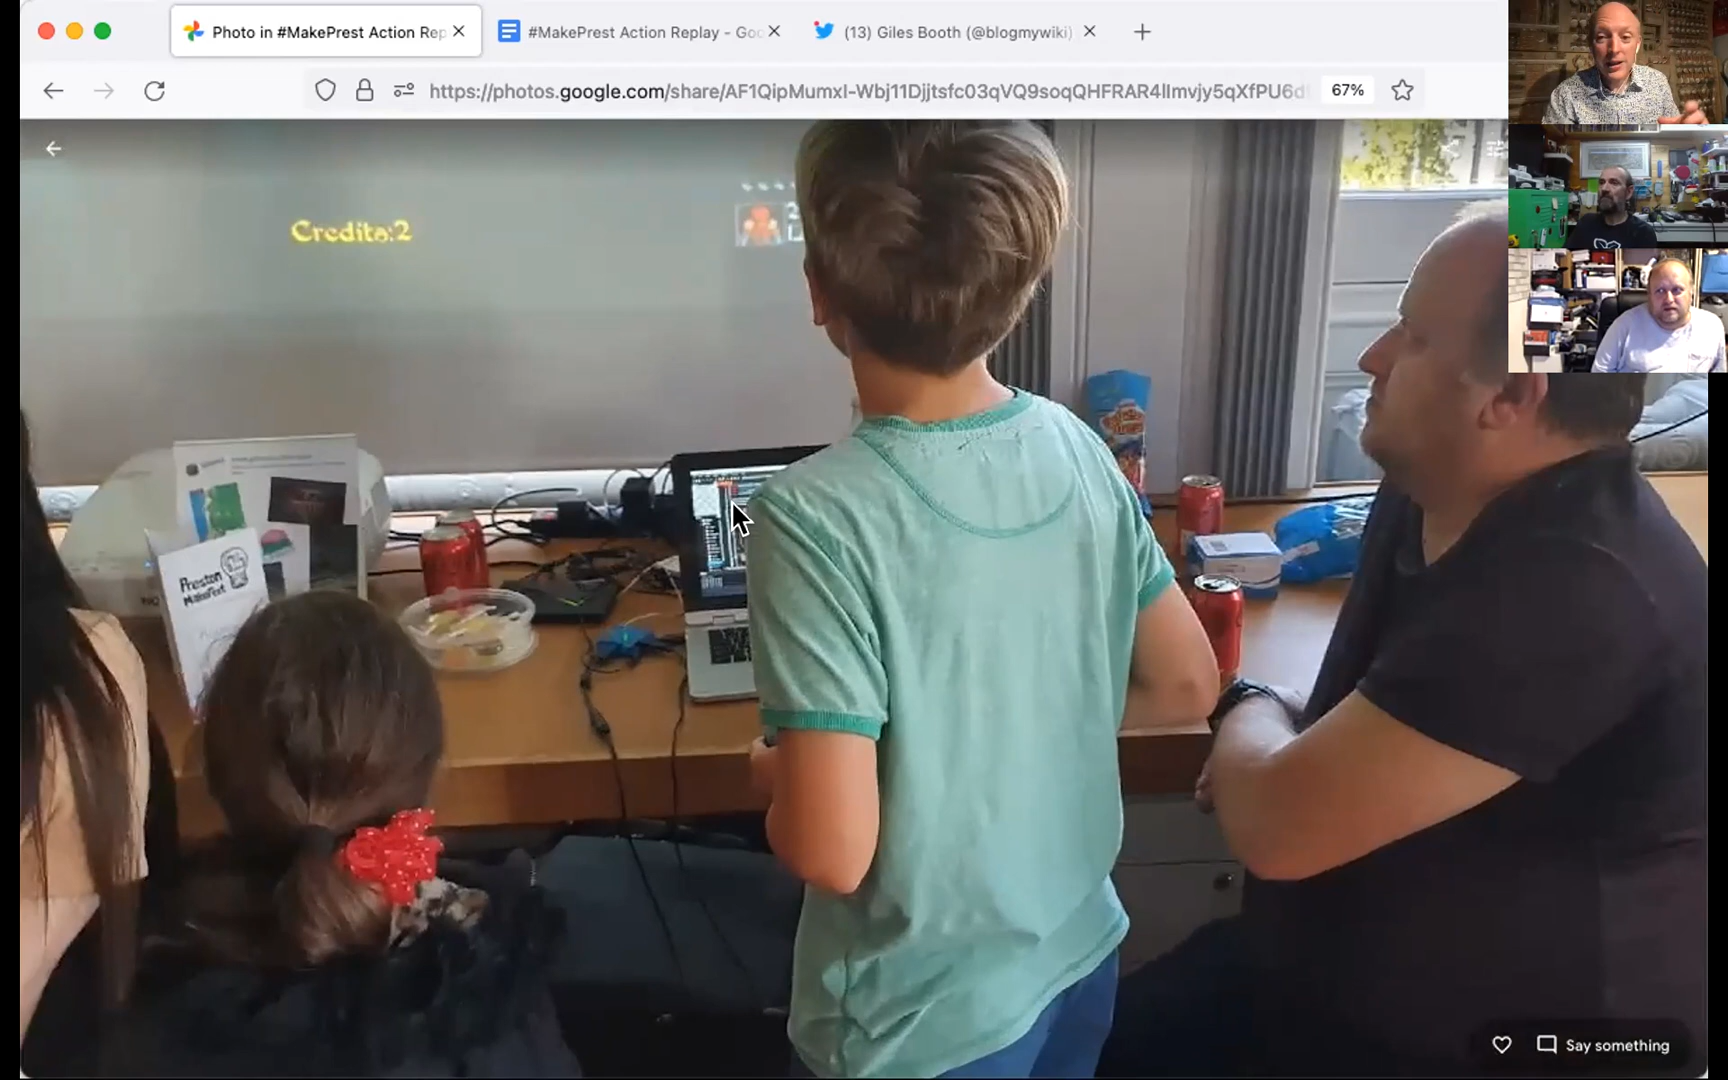 Photo in #MakePrest Action Rep
#MakePrest Action Replay - Goo
(13) Giles Booth (@blogmywiki)
https://photos.google.com/share/AF1QipMumxI-Wbj11Djjtsfc03qVQ9soqQHFRAR4lImvjy5qXfPU6d
67%
Credits:2
Preston
MakeFest
Say something